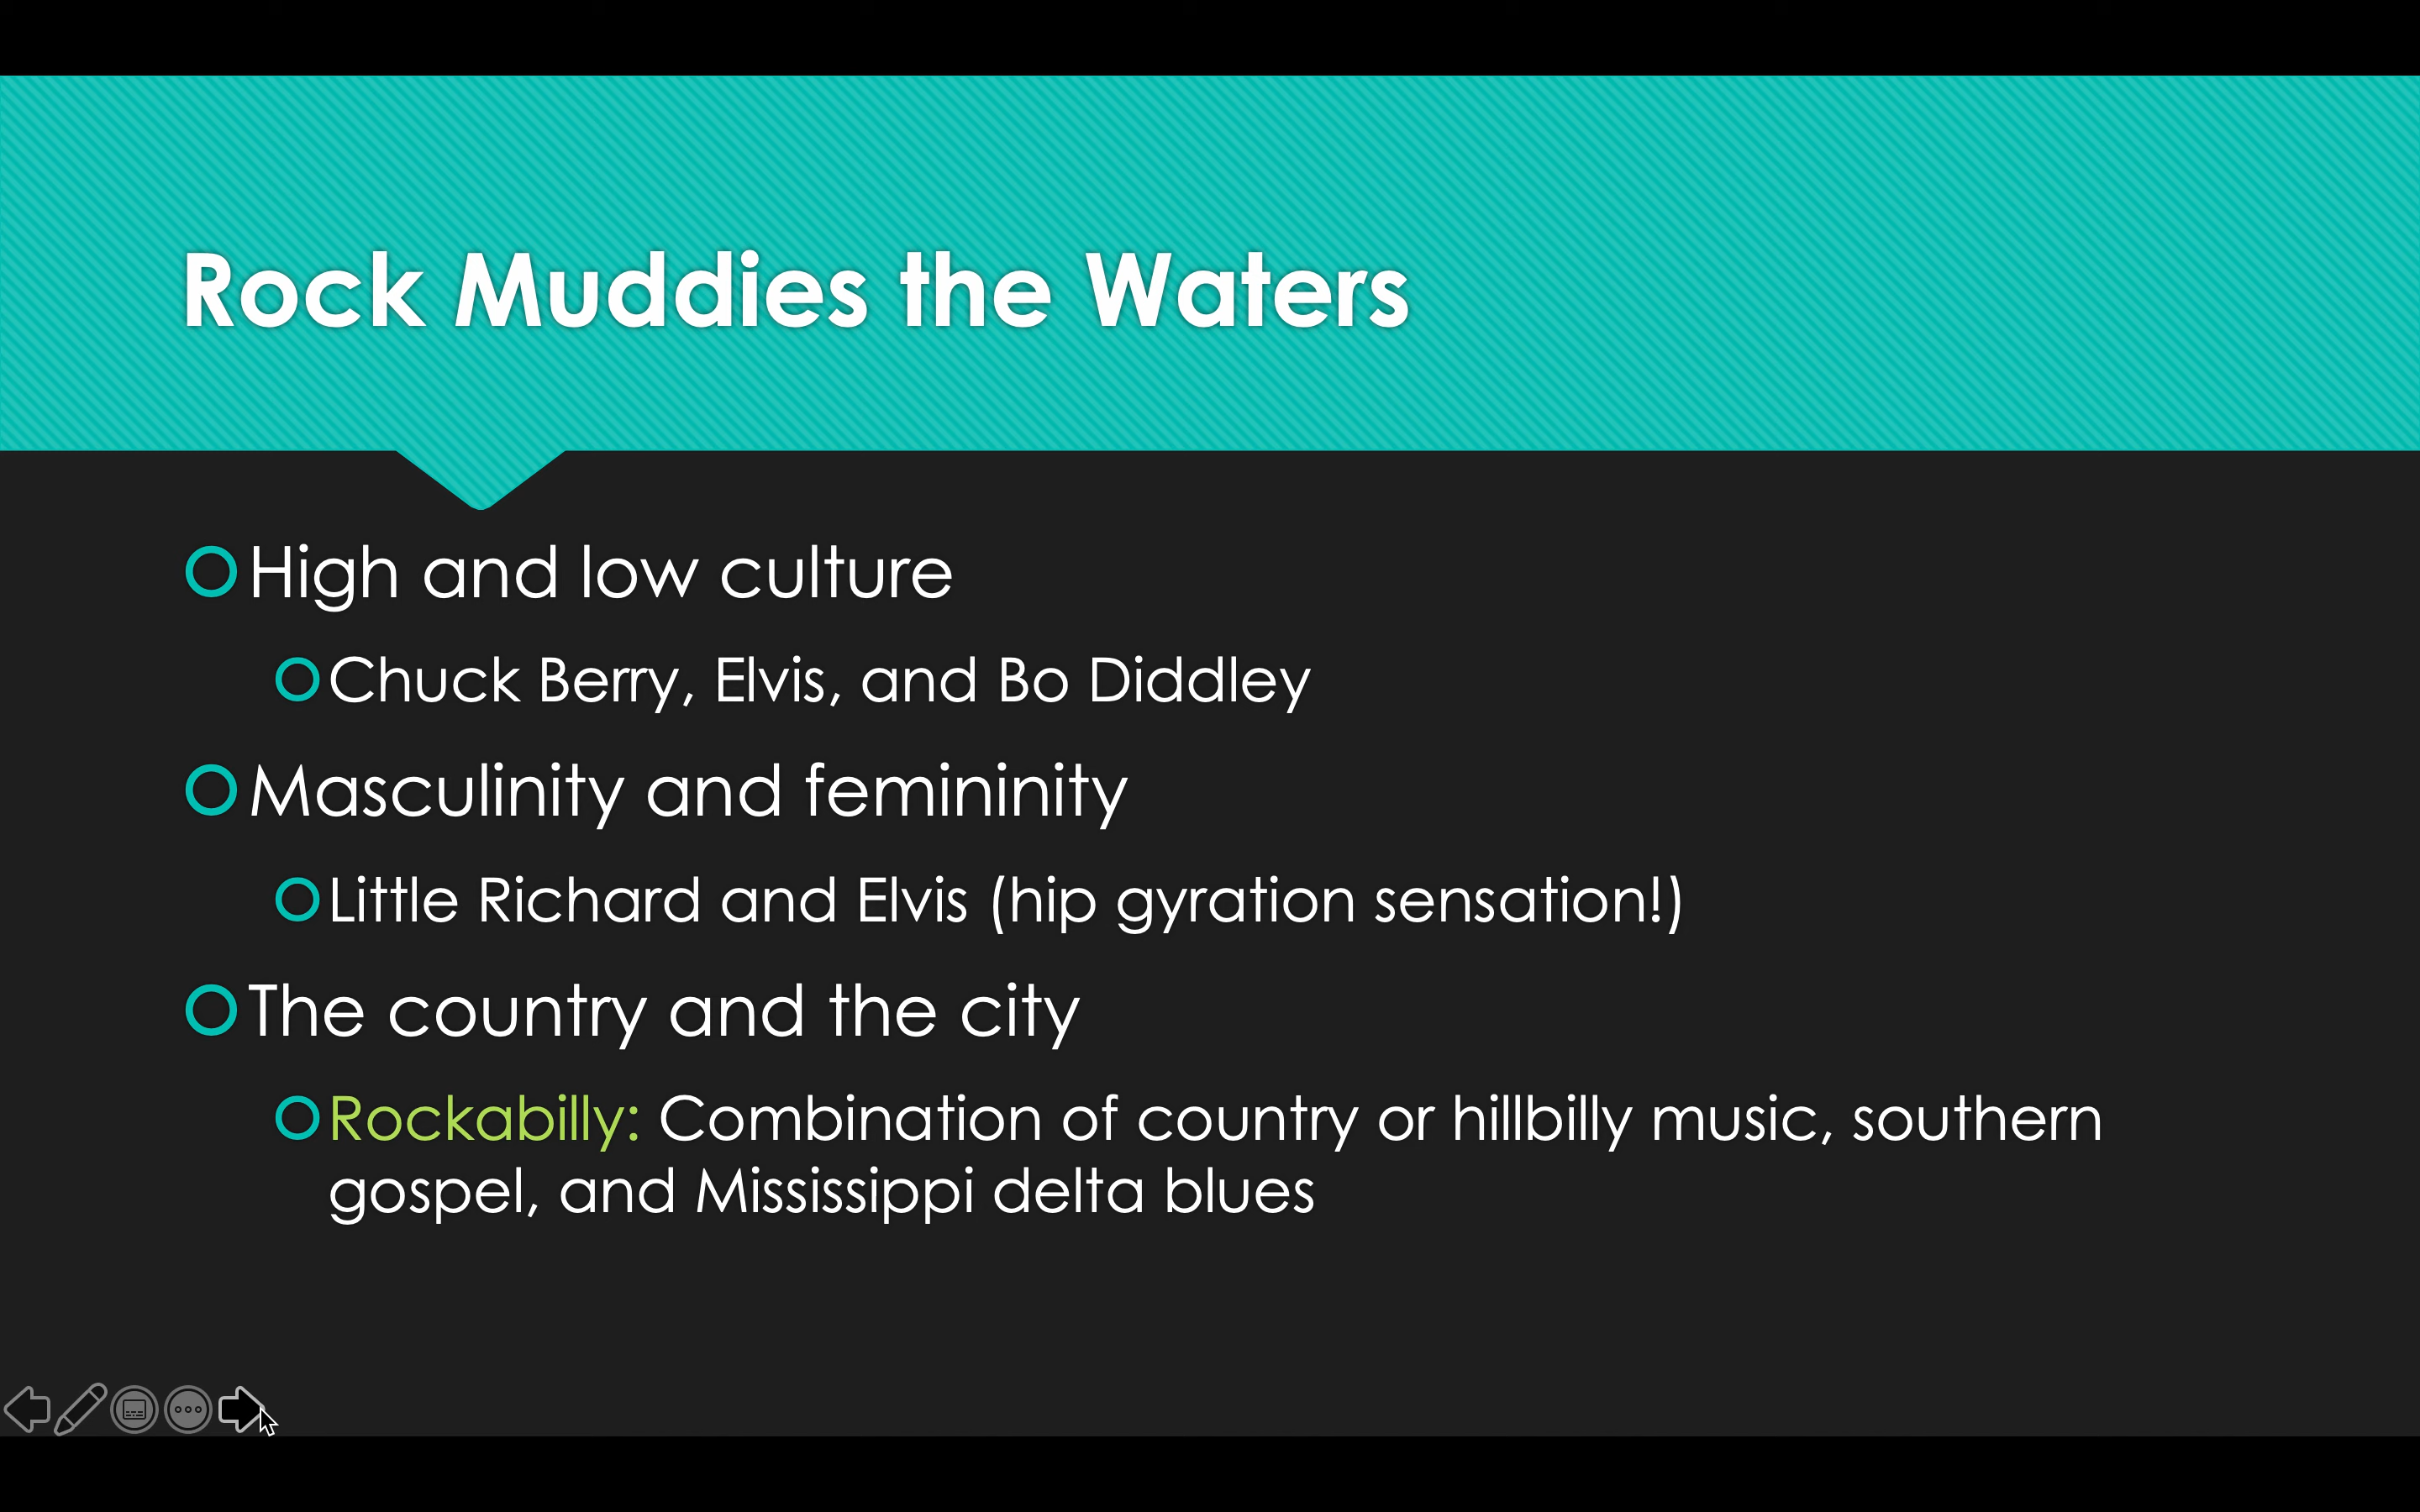 Rock Muddies the Waters
High and low culture
Chuck Berry, Elvis, and Bo Diddley
Masculinity and femininity
Little Richard and Elvis (hip gyration sensation!)
The country and the city
Rockabilly: Combination of country or hillbilly music, southern
gospel, and Mississippi delta blues